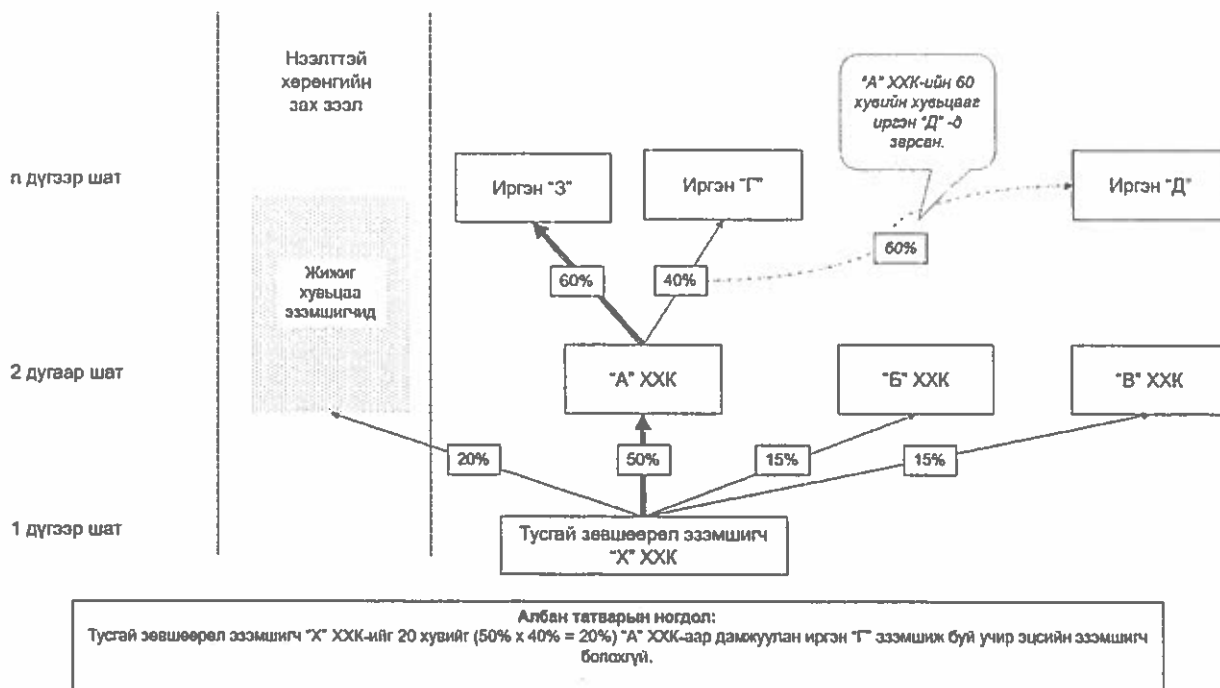 Нээлттэй
хөрөнгийн
зах зээл
"А" ХХК-ийн 60
хувийн хувьцааг
иргэн "Д" -д
зарсан.
n дүгээр шат
Иргэн "З"
Иргэн "Г"
Иргэн "Д"
60%
Жижиг
хувьцаа
эзэмшигчид
60%
40%
2 дугаар шат
"А" ХХК
"Б" ХХК
"В" ХХК
20%
50%
15%
15%
1 дүгээр шат
Тусгай зөвшөөрөл эзэмшигч
"Х" ХХК
Албан татварын ногдол:
Тусгай зөвшөөрөл эзэмшигч "Х" ХХК-ийг 20 хувийг (50% x 40% = 20%) "А" ХХК-аар дамжуулан иргэн "Г" эзэмшиж буй учир эцсийн эзэмшигч
болохгүй.